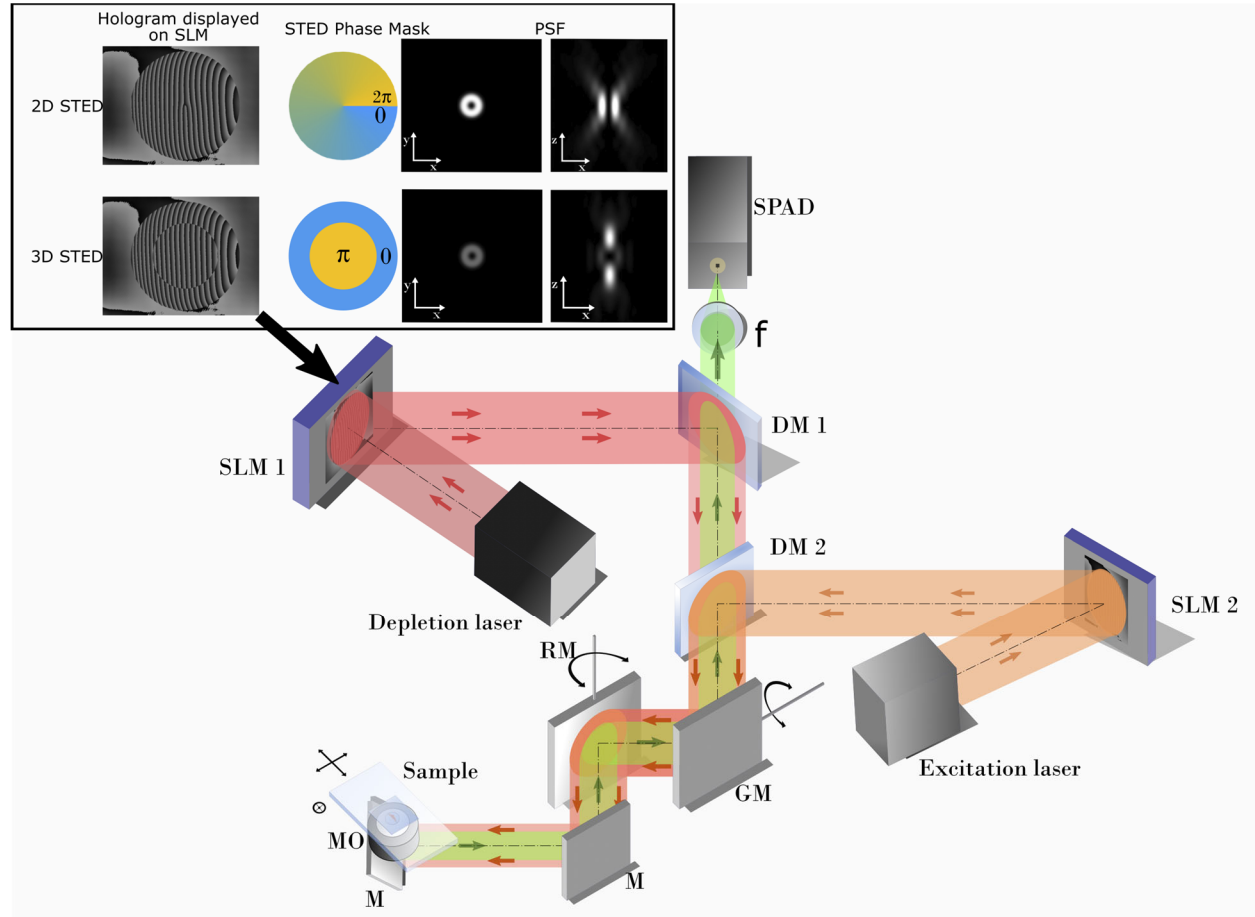 Hologram displayed
on SLM
STED Phase Mask
PSF
2D STED
2π
0
y
x
z
x
3D STED
π
0
y
x
z
x
SPAD
f
DM 1
SLM 1
DM 2
SLM 2
Depletion laser
RM
Excitation laser
GM
Sample
MO
M
M